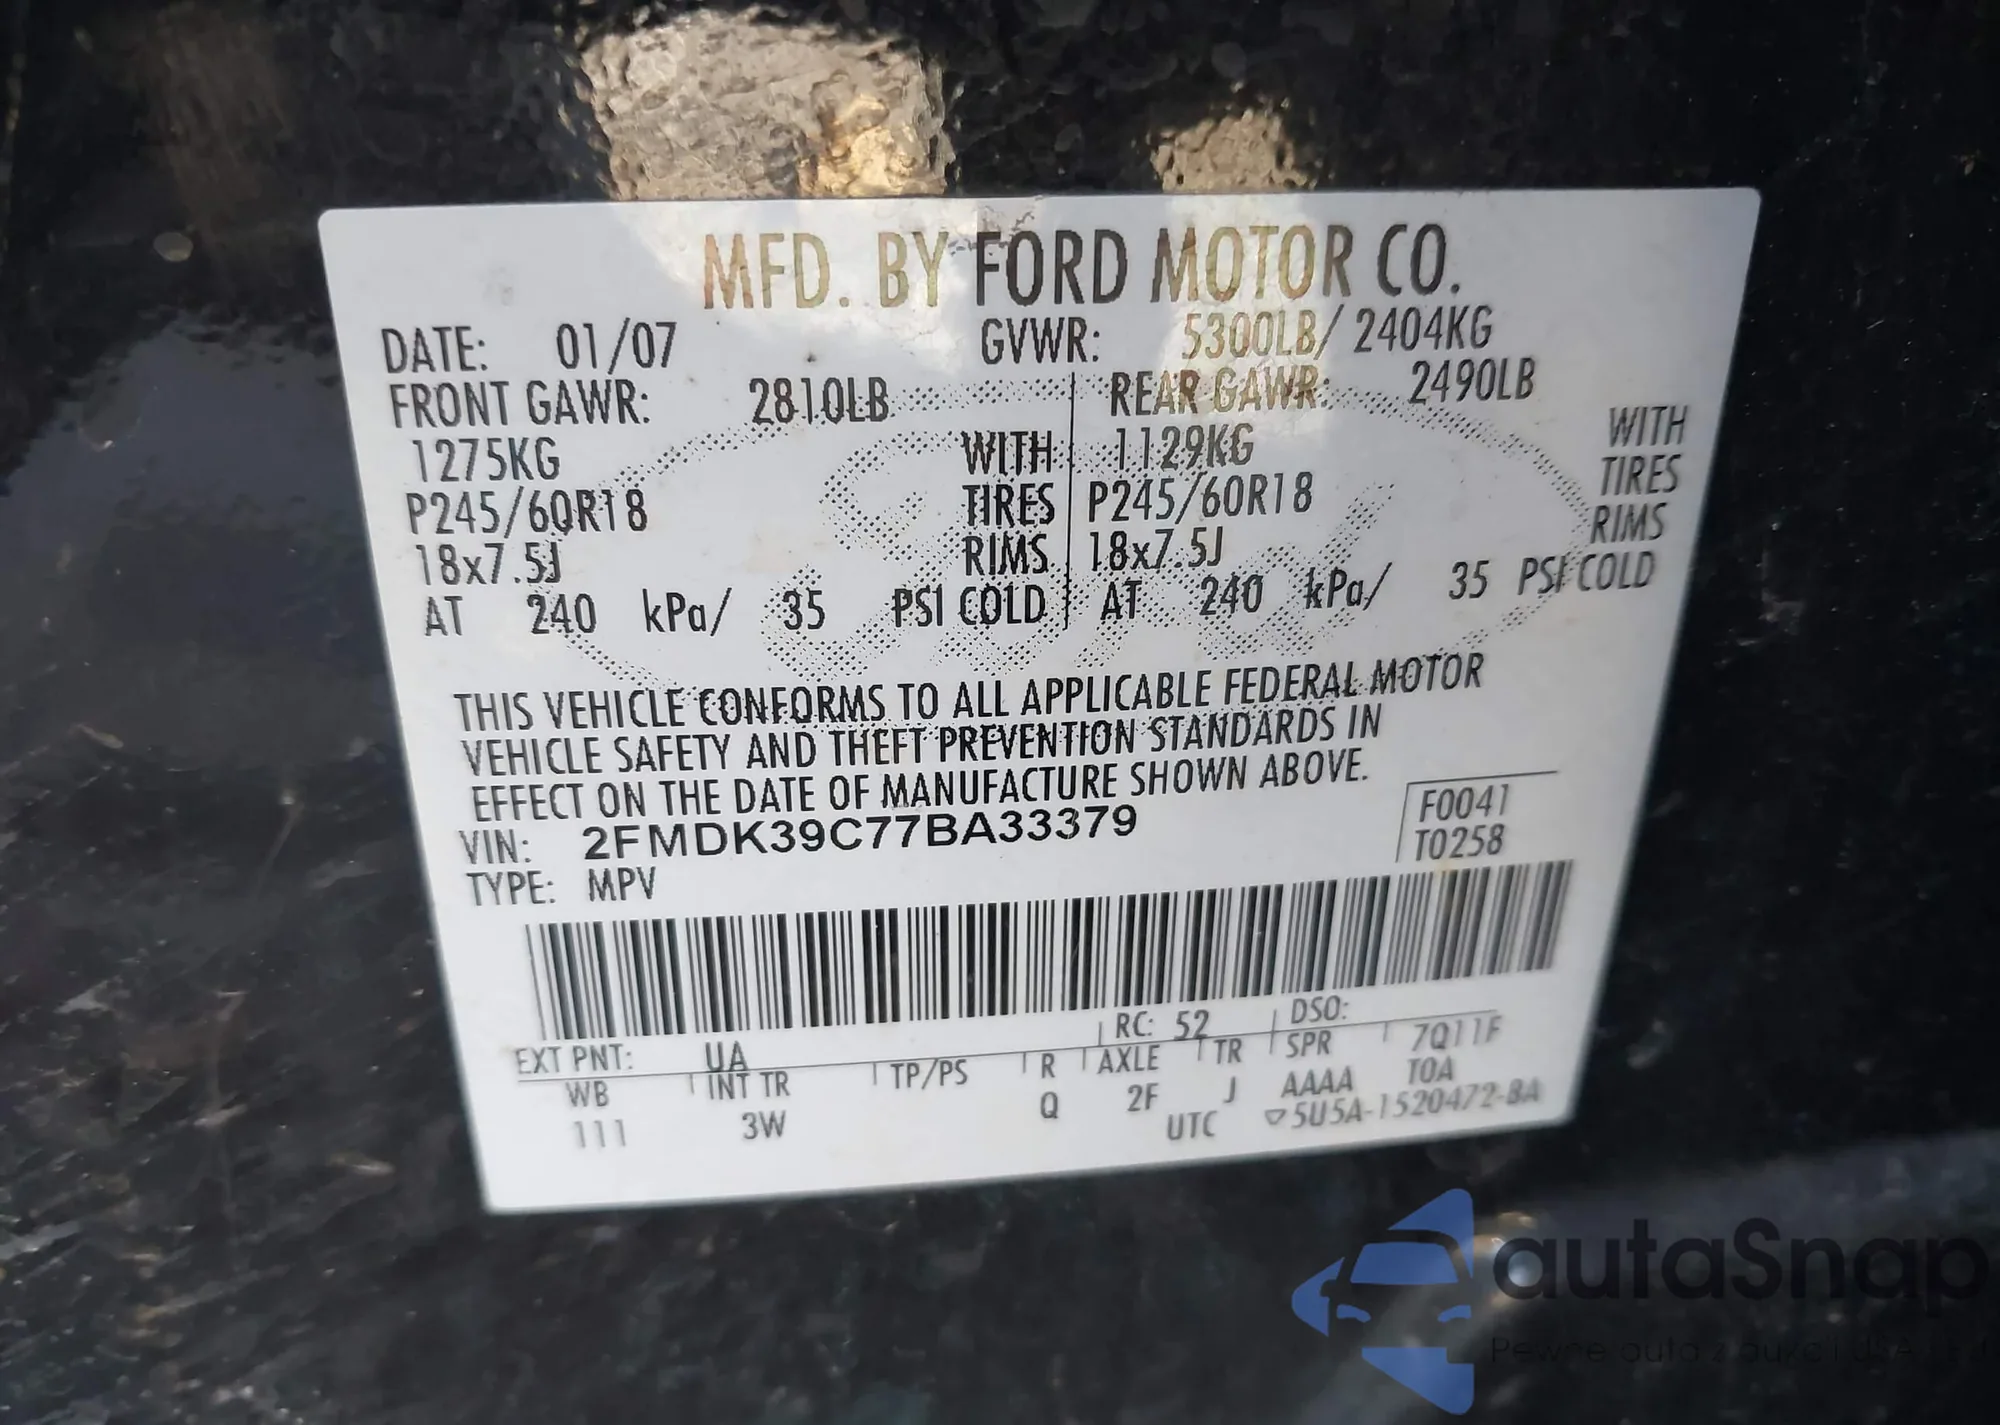 MFD. BY FORD MOTOR CO.
DATE: 01/07 GVWR: 5300LB/ 2404KG
FRONT GAWR: 2810LB REAR GAWR: 2490LB
1275KG WITH 1129KG WITH
P245/60R18 TIRES P245/60R18 TIRES
18x7.5J RIMS 18x7.5J RIMS
AT 240 kPa/ 35 PSI COLD AT 240 kPa/ 35 PSI COLD
THIS VEHICLE CONFORMS TO ALL APPLICABLE FEDERAL MOTOR
VEHICLE SAFETY AND THEFT PREVENTION STANDARDS IN
EFFECT ON THE DATE OF MANUFACTURE SHOWN ABOVE.
VIN: 2FMDK39C77BA33379 F0041
TYPE: MPV T0258
EXT PNT: UA RC: 52 DSO:
WB INT TR TP/PS R AXLE TR SPR 7Q11F
111 3W Q 2F J AAAA TOA
UTC ▽5U5A-1520472-BA
autaSnap
Pewne auta z aukcji USA